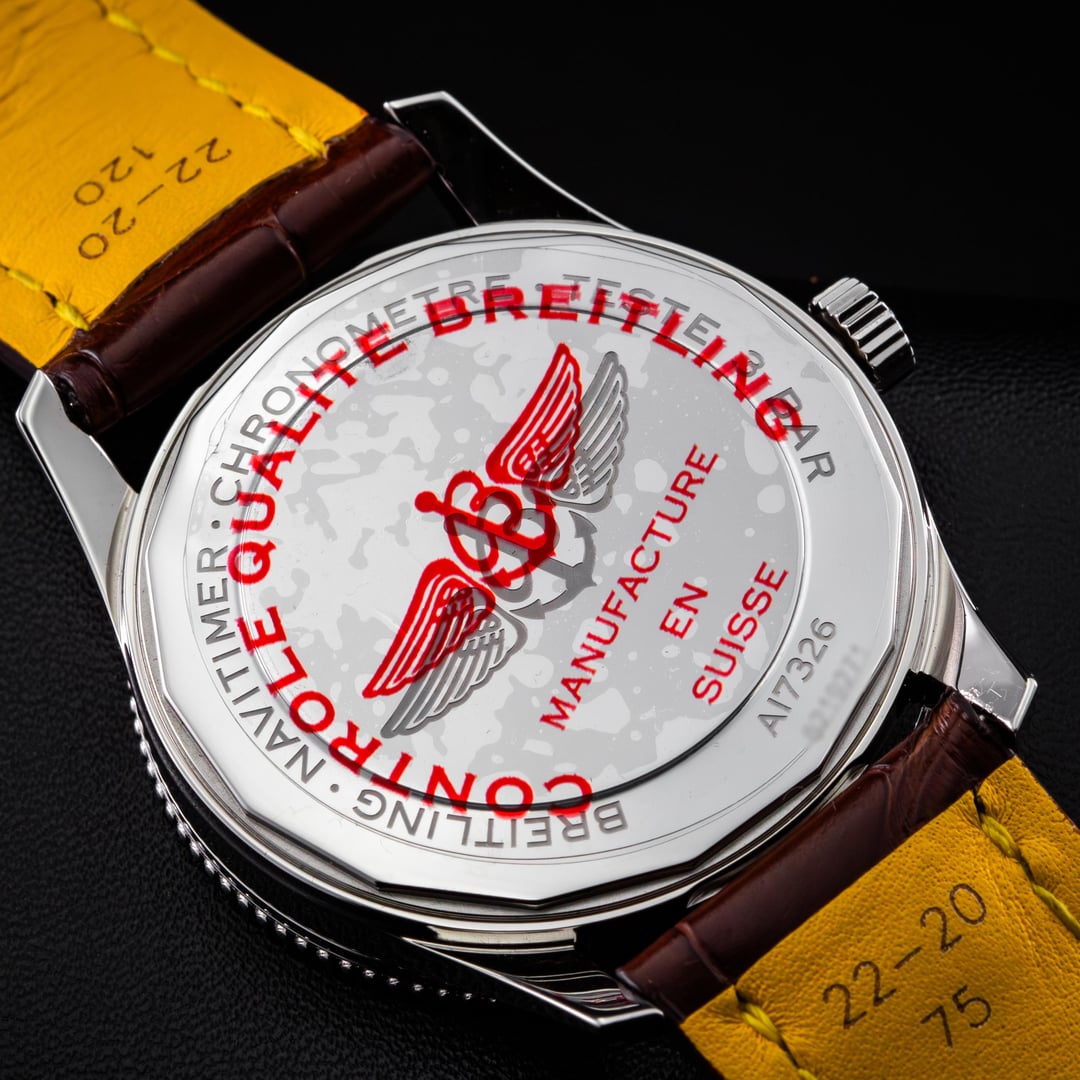 22–20
120
BREITLING · NAVITIMER · CHRONOMETRE · TESTE 3 BAR
CONTROLE QUALITE BREITLING
B
MANUFACTURE
EN
SUISSE
A17326
22–20
75